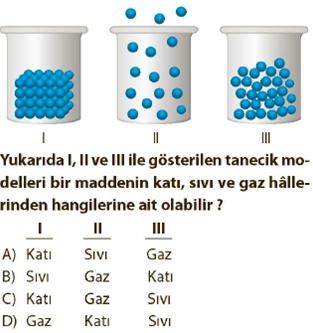 I II III
Yukarıda I, II ve III ile gösterilen tanecik mo-
delleri bir maddenin katı, sıvı ve gaz hâlle-
rinden hangilerine ait olabilir ?
I II III
A) Katı Sıvı Gaz
B) Sıvı Gaz Katı
C) Katı Gaz Sıvı
D) Gaz Katı Sıvı